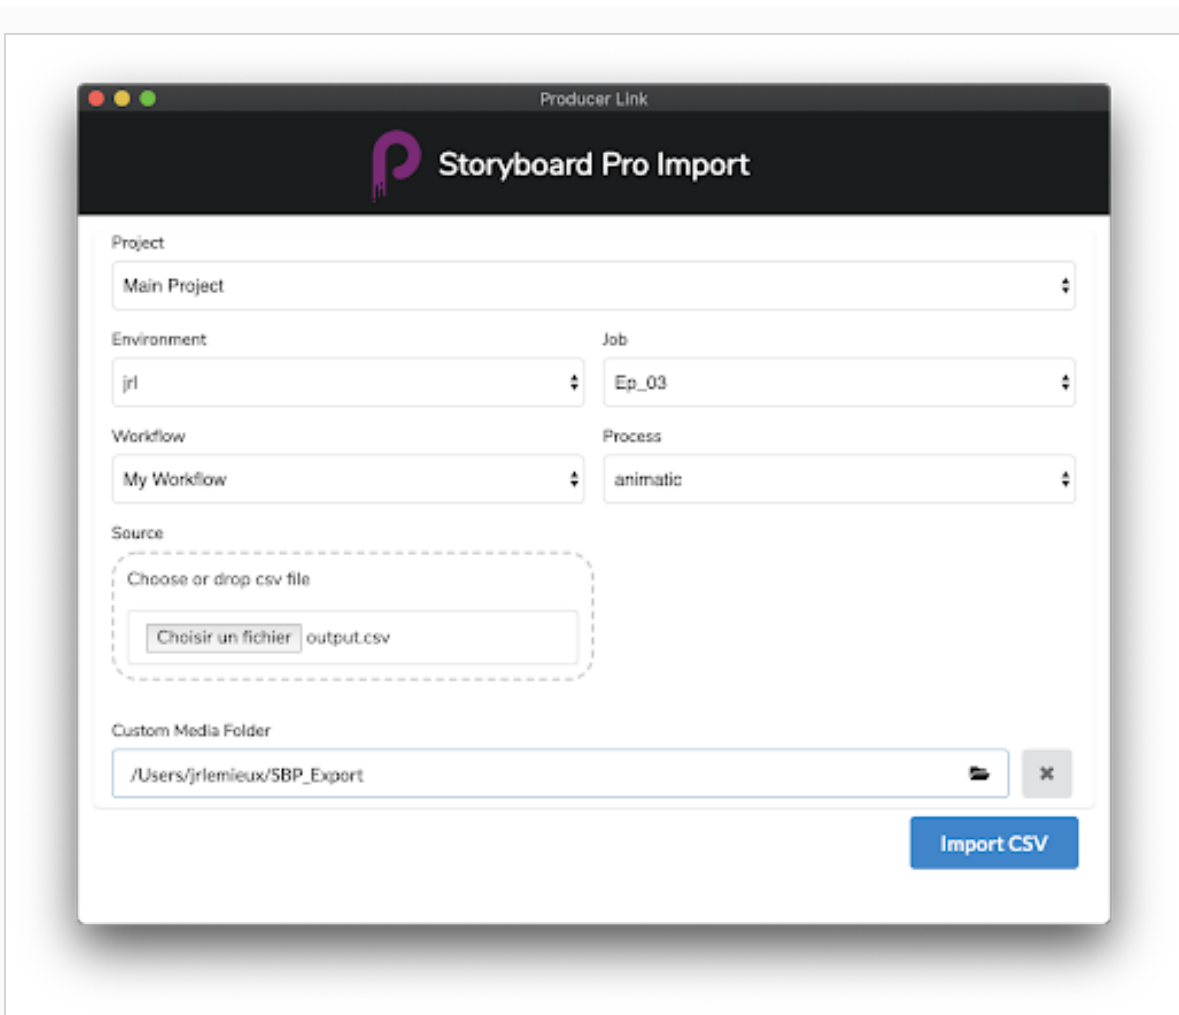 Producer Link
Storyboard Pro Import
Project
Main Project
Environment
Job
jrl
Ep_03
Workflow
Process
My Workflow
animatic
Source
Choose or drop csv file
Choisir un fichier output.csv
Custom Media Folder
/Users/jrlemieux/SBP_Export
Import CSV